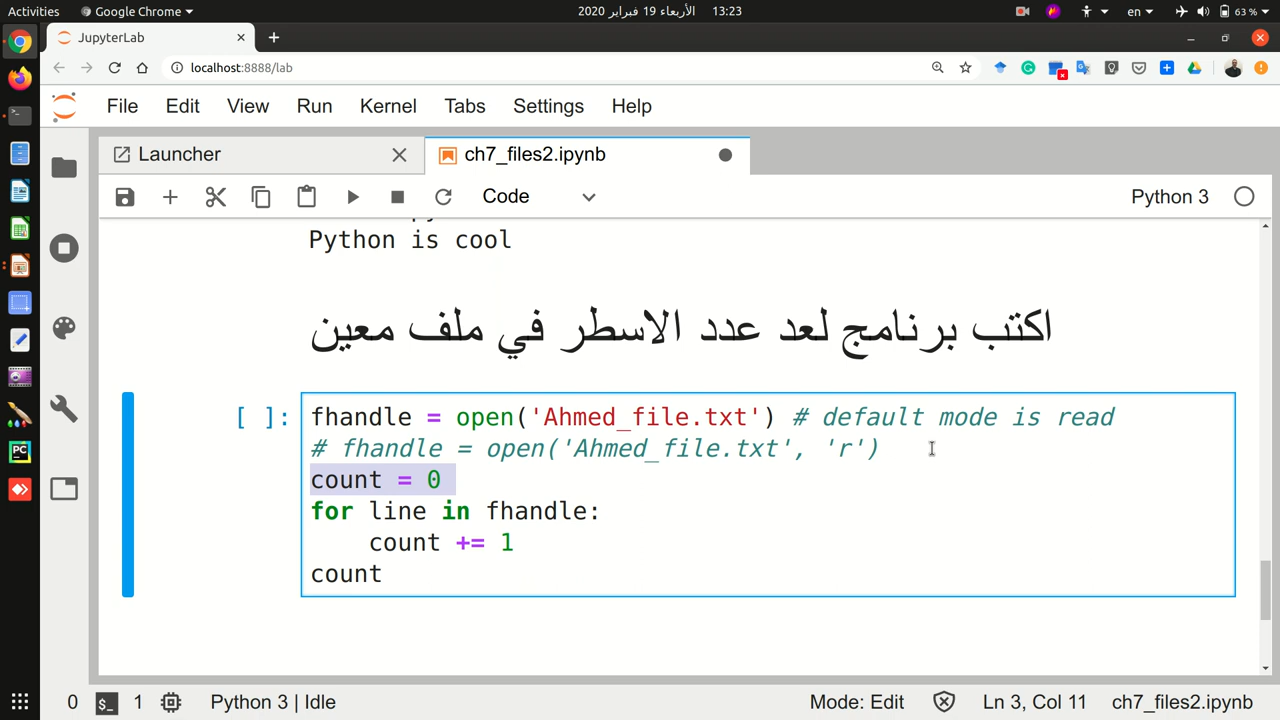 Activities
Google Chrome
الأربعاء 19 فبراير 2020 13:23
en
63 %
JupyterLab
localhost:8888/lab
File Edit View Run Kernel Tabs Settings Help
Launcher
ch7_files2.ipynb
Code
Python 3
Python is cool
اكتب برنامج لعد عدد الاسطر في ملف معين
[ ]:
fhandle = open('Ahmed_file.txt') # default mode is read
# fhandle = open('Ahmed_file.txt', 'r')
count = 0
for line in fhandle:
    count += 1
count
0
1
Python 3 | Idle
Mode: Edit
Ln 3, Col 11
ch7_files2.ipynb